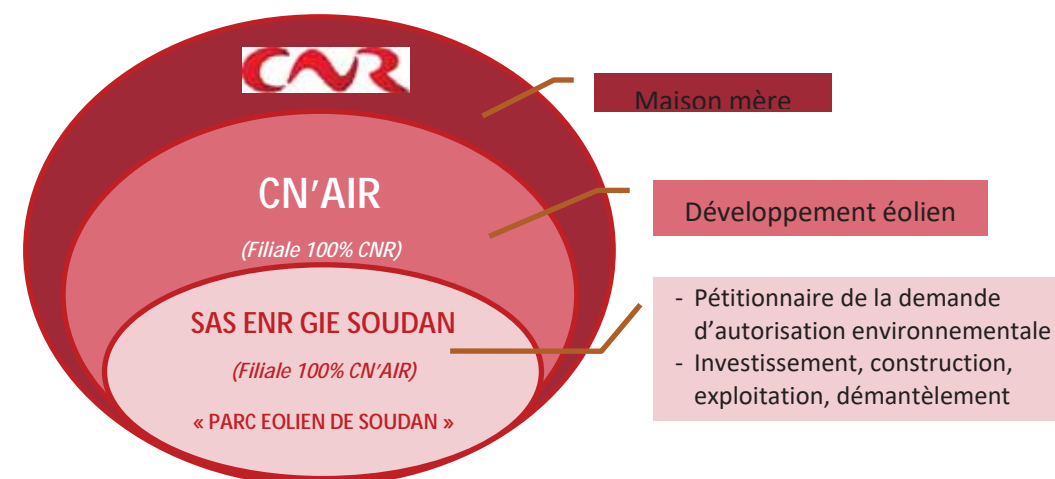 CNR
Maison mère
CN'AIR
(Filiale 100% CNR)
Développement éolien
SAS ENR GIE SOUDAN
(Filiale 100% CN'AIR)
« PARC EOLIEN DE SOUDAN »
- Pétitionnaire de la demande
d'autorisation environnementale
- Investissement, construction,
exploitation, démantèlement